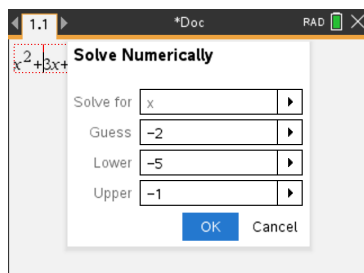 1.1 *Doc RAD
x²+3x+
Solve Numerically
Solve for x
Guess -2
Lower -5
Upper -1
OK Cancel